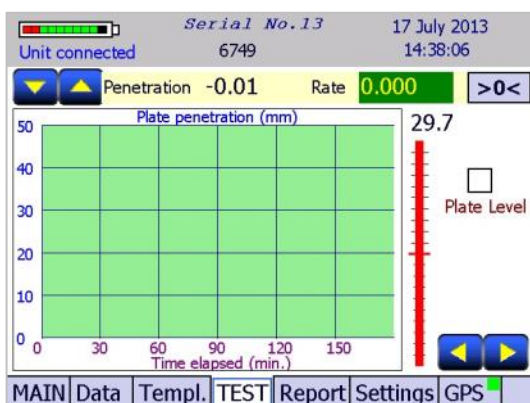 Serial No.13 17 July 2013
Unit connected 6749 14:38:06
Penetration -0.01 Rate 0.000 >0<
Plate penetration (mm) 29.7
50
40
30
20
10
0
Plate Level
0 30 60 90 120 150
Time elapsed (min.)
MAIN Data Templ. TEST Report Settings GPS